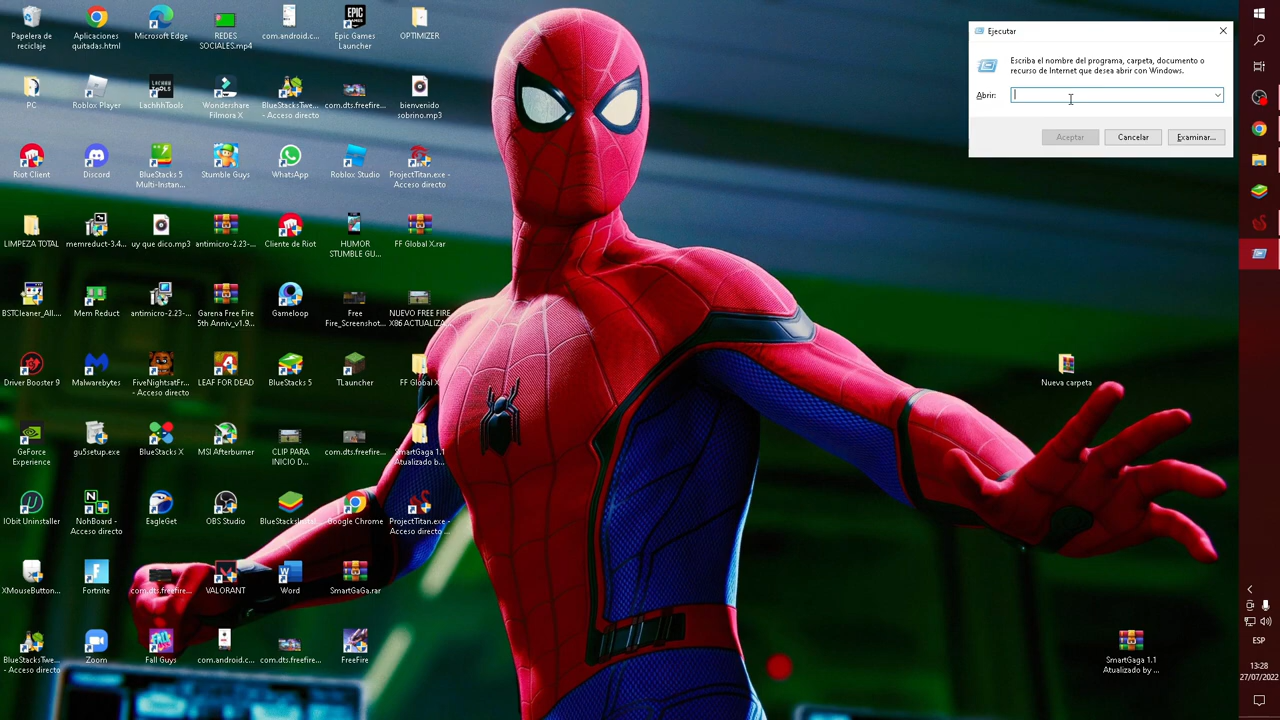 Papelera de
reciclaje
Aplicaciones
quitadas.html
Microsoft Edge
REDES
SOCIALES.mp4
com.android.c...
Epic Games
Launcher
OPTIMIZER
PC
Roblox Player
LACHHH
TOOLS
LachhhTools
Wondershare
Filmora X
BlueStacksTwe...
- Acceso directo
com.dts.freefire...
bienvenido
sobrino.mp3
Riot Client
Discord
BlueStacks 5
Multi-Instan...
Stumble Guys
WhatsApp
Roblox Studio
ProjectTitan.exe -
Acceso directo
LIMPEZA TOTAL
memreduct-3.4...
uy que dico.mp3
antimicro-2.23-...
Cliente de Riot
HUMOR
STUMBLE GU...
FF Global X.rar
BSTCleaner_All....
Mem Reduct
antimicro-2.23-...
Garena Free Fire
5th Anniv_v1.9...
Gameloop
Free
Fire_Screenshot...
NUEVO FREE FIRE
X86 ACTUALIZA...
Driver Booster 9
Malwarebytes
FiveNightsatFr...
- Acceso directo
LEAF FOR DEAD
BlueStacks 5
TLauncher
FF Global X
GeForce
Experience
gu5setup.exe
BlueStacks X
MSI Afterburner
CLIP PARA
INICIO D...
com.dts.freefire...
SmartGaga 1.1
Atualizado b...
IObit Uninstaller
NohBoard -
Acceso directo
EagleGet
OBS Studio
Google Chrome
ProjectTitan.exe -
Acceso directo ...
XMouseButton...
Fortnite
com.dts.freefire...
VALORANT
Word
SmartGaGa.rar
BlueStacksTwe...
- Acceso directo
Zoom
Fall Guys
com.android.c...
com.dts.freefire...
FreeFire
Ejecutar
Escriba el nombre del programa, carpeta, documento o
recurso de Internet que desea abrir con Windows.
Abrir:
Aceptar
Cancelar
Examinar...
Nueva carpeta
SmartGaga 1.1
Atualizado by ...
ESP
13:28
27/07/2022